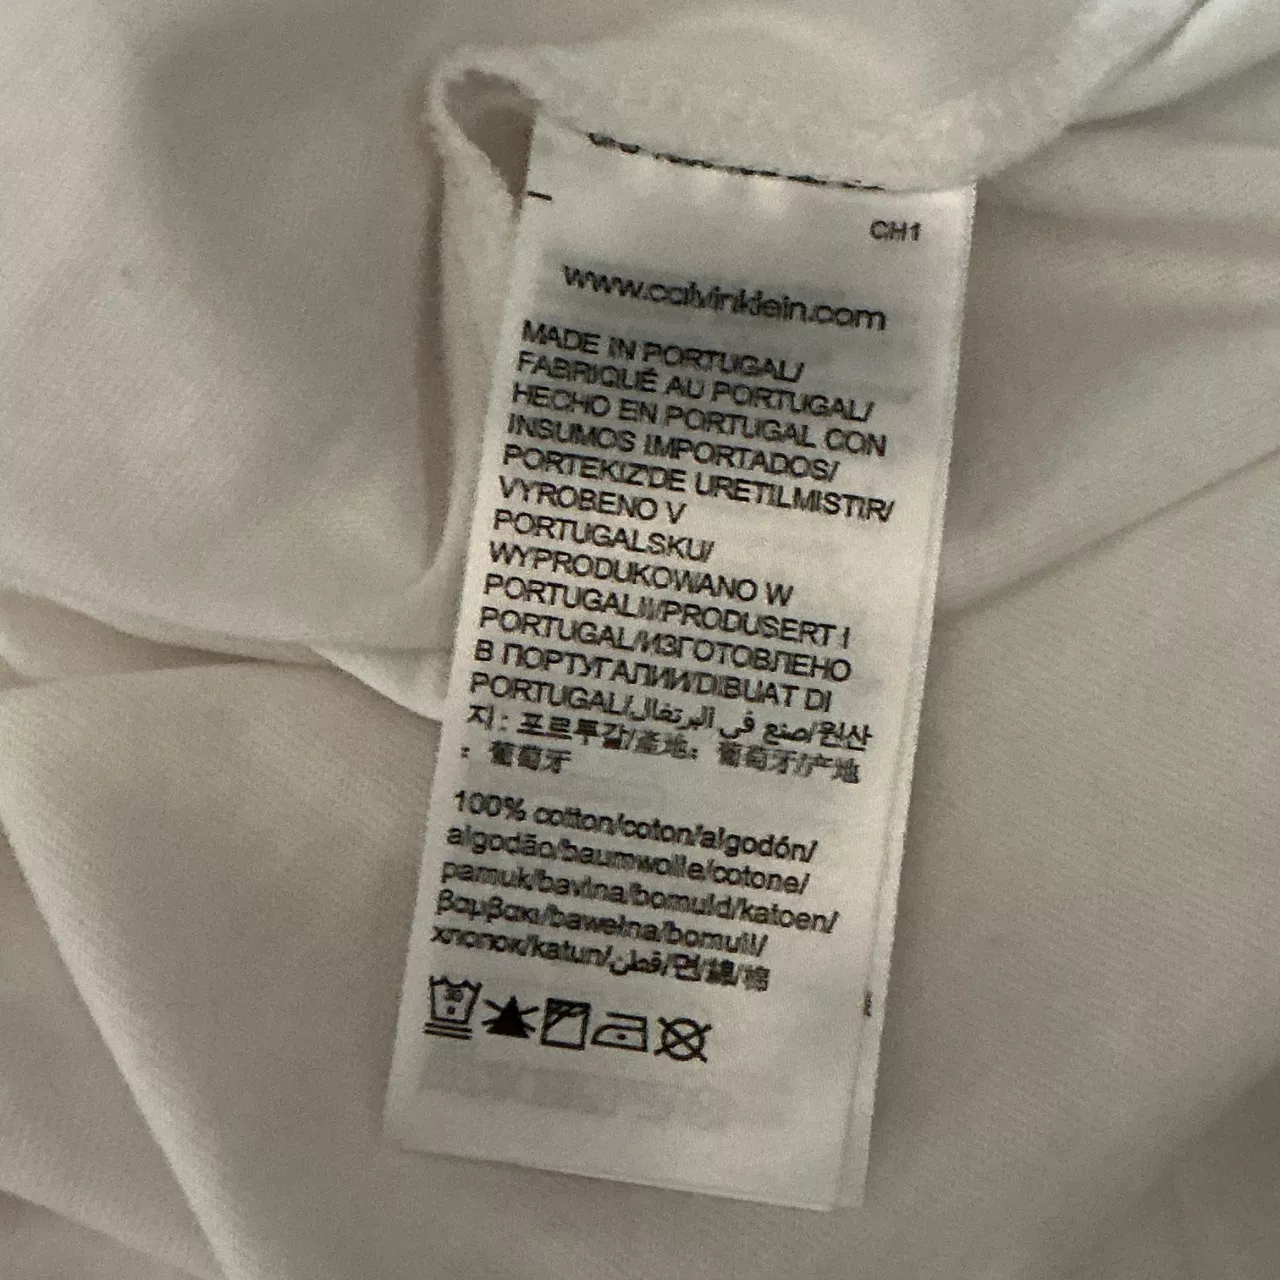 CH1
www.calvinklein.com
MADE IN PORTUGAL/
FABRIQUÉ AU PORTUGAL/
HECHO EN PORTUGAL CON
INSUMOS IMPORTADOS/
PORTEKIZ'DE URETILMISTIR/
VYROBENO V
PORTUGALSKU/
WYPRODUKOWANO W
PORTUGALII/PRODUSERT I
PORTUGAL/ИЗГОТОВЛЕНО
В ПОРТУГАЛИИ/DIBUAT DI
PORTUGAL/صنع في البرتغال/원산
지: 포르투갈/產地: 葡萄牙/产地
: 葡萄牙
100% cotton/coton/algodón/
algodão/baumwolle/cotone/
pamuk/bavlna/bomuld/katoen/
βαμβακι/bawełna/bomull/
хлопок/katun/قطن/면/綿/棉
30